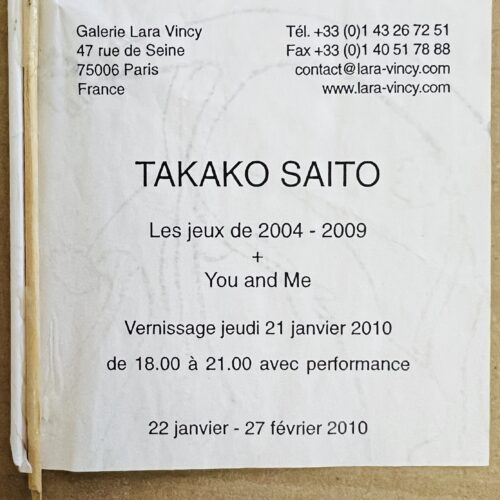 Galerie Lara Vincy
47 rue de Seine
75006 Paris
France
Tél. +33 (0)1 43 26 72 51
Fax +33 (0)1 40 51 78 88
contact@lara-vincy.com
www.lara-vincy.com
TAKAKO SAITO
Les jeux de 2004 - 2009
+
You and Me
Vernissage jeudi 21 janvier 2010
de 18.00 à 21.00 avec performance
22 janvier - 27 février 2010